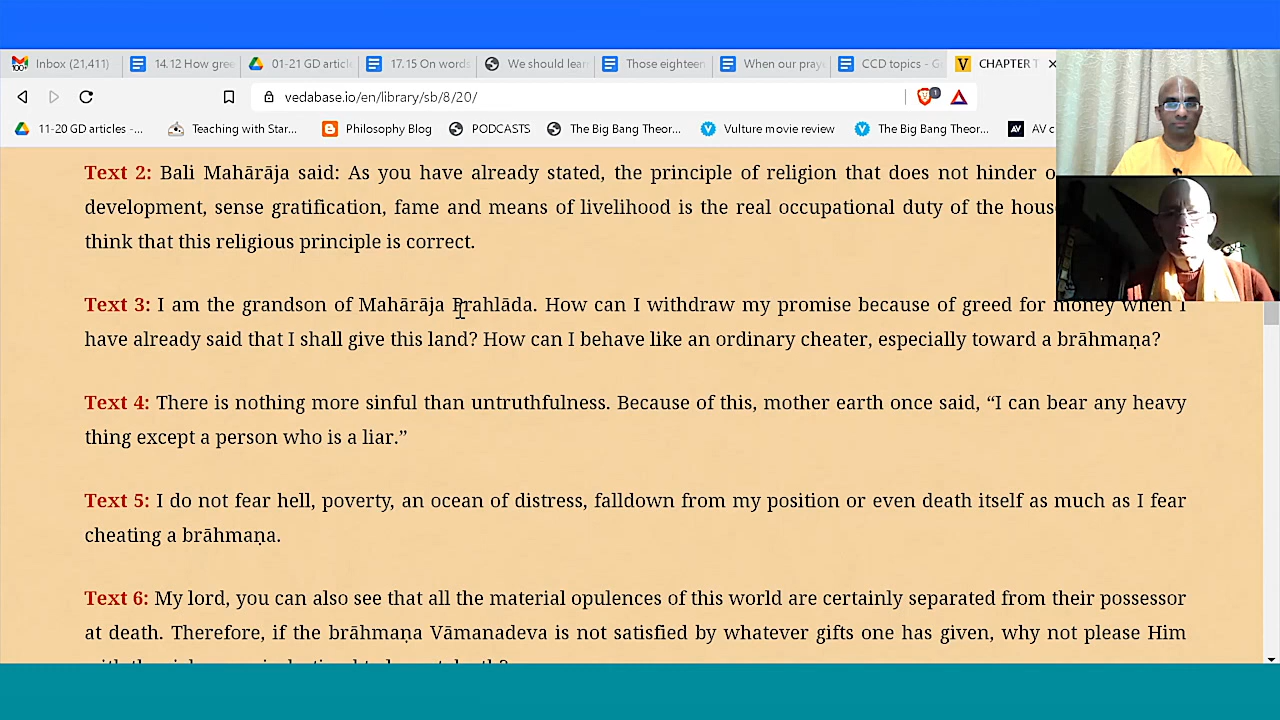 Inbox (21,411)
14.12 How gree
01-21 GD article
17.15 On words
We should lear
Those eighteen
When our pray
CCD topics - G
CHAPTER T
vedabase.io/en/library/sb/8/20/
1
11-20 GD articles -...
Teaching with Star...
Philosophy Blog
PODCASTS
The Big Bang Theor...
Vulture movie review
The Big Bang Theor...
AV c
Text 2: Bali Mahārāja said: As you have already stated, the principle of religion that does not hinder o
development, sense gratification, fame and means of livelihood is the real occupational duty of the hous
think that this religious principle is correct.
Text 3: I am the grandson of Mahārāja Prahlāda. How can I withdraw my promise because of greed for money when I
have already said that I shall give this land? How can I behave like an ordinary cheater, especially toward a brāhmaṇa?
Text 4: There is nothing more sinful than untruthfulness. Because of this, mother earth once said, “I can bear any heavy
thing except a person who is a liar.”
Text 5: I do not fear hell, poverty, an ocean of distress, falldown from my position or even death itself as much as I fear
cheating a brāhmaṇa.
Text 6: My lord, you can also see that all the material opulences of this world are certainly separated from their possessor
at death. Therefore, if the brāhmaṇa Vāmanadeva is not satisfied by whatever gifts one has given, why not please Him